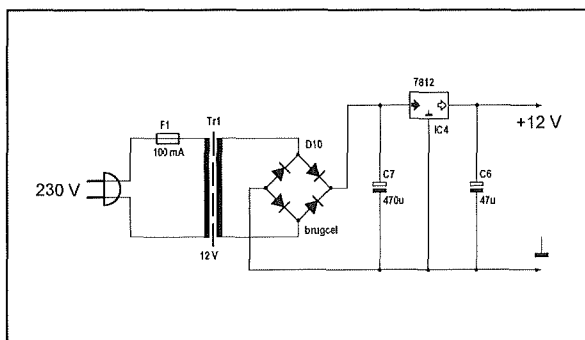 7812
IC4
+12 V
F1
100 mA
Tr1
D10
C7
470u
C6
47u
230 V
12 V
brugcel